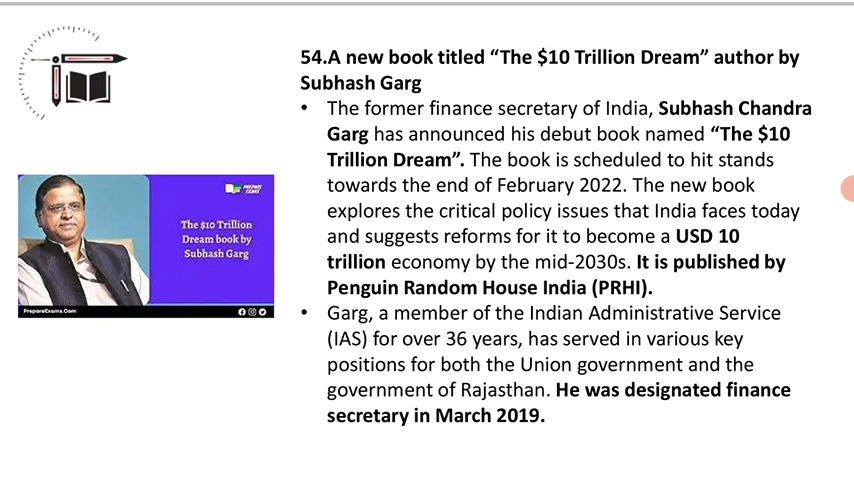 54.A new book titled “The $10 Trillion Dream” author by
Subhash Garg
• The former finance secretary of India, Subhash Chandra
Garg has announced his debut book named “The $10
Trillion Dream”. The book is scheduled to hit stands
towards the end of February 2022. The new book
explores the critical policy issues that India faces today
and suggests reforms for it to become a USD 10
trillion economy by the mid-2030s. It is published by
Penguin Random House India (PRHI).
• Garg, a member of the Indian Administrative Service
(IAS) for over 36 years, has served in various key
positions for both the Union government and the
government of Rajasthan. He was designated finance
secretary in March 2019.
PREPARE
EXAMS
The $10 Trillion
Dream book by
Subhash Garg
PrepareExams.Com